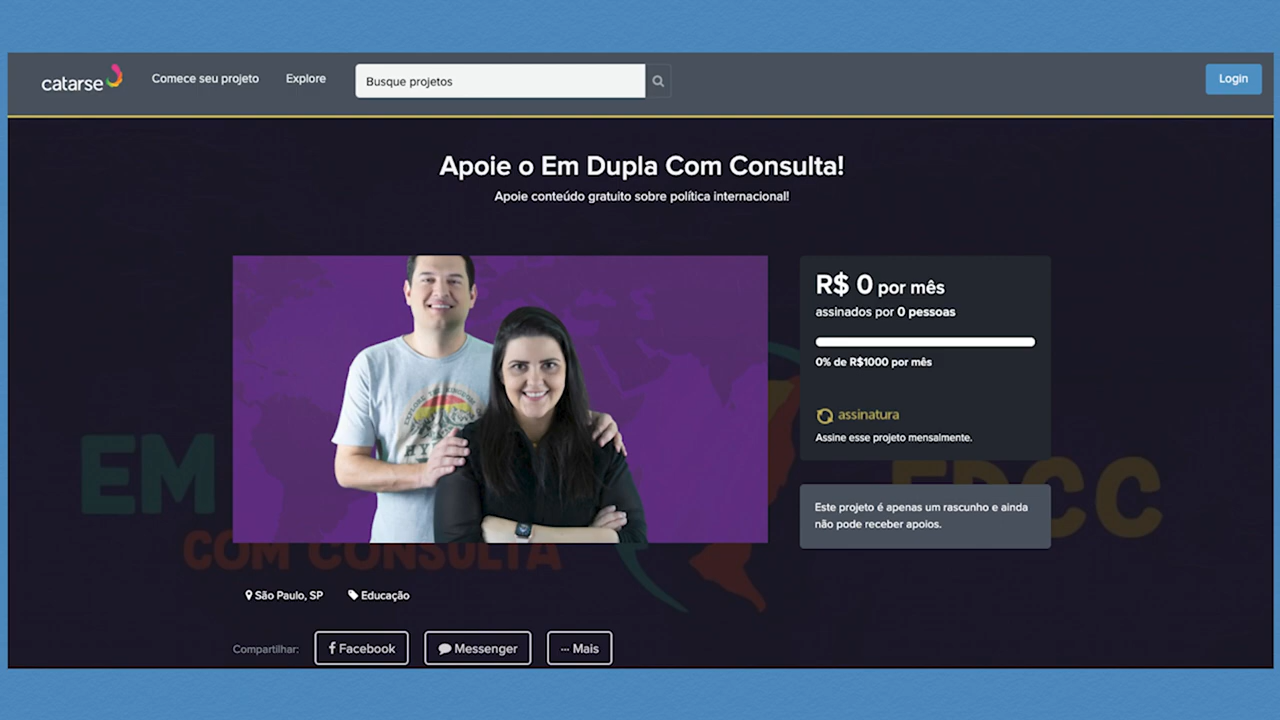 catarse
Comece seu projeto
Explore
Busque projetos
Login
Apoie o Em Dupla Com Consulta!
Apoie conteúdo gratuito sobre política internacional!
R$ 0 por mês
assinados por 0 pessoas
0% de R$1000 por mês
assinatura
Assine esse projeto mensalmente.
Este projeto é apenas um rascunho e ainda
não pode receber apoios.
EM
COM CONSULTA
EDCC
São Paulo, SP
Educação
Compartilhar:
Facebook
Messenger
··· Mais